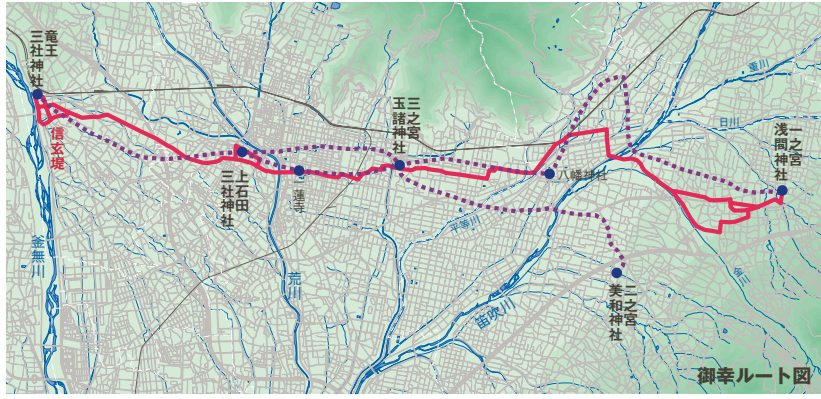 竜王
三社神社
信玄堤
釜無川
上石田
三社神社
一蓮寺
荒川
三之宮
玉諸神社
平等川
笛吹川
八幡神社
二之宮
美和神社
重川
日川
一之宮
浅間神社
金川
御幸ルート図